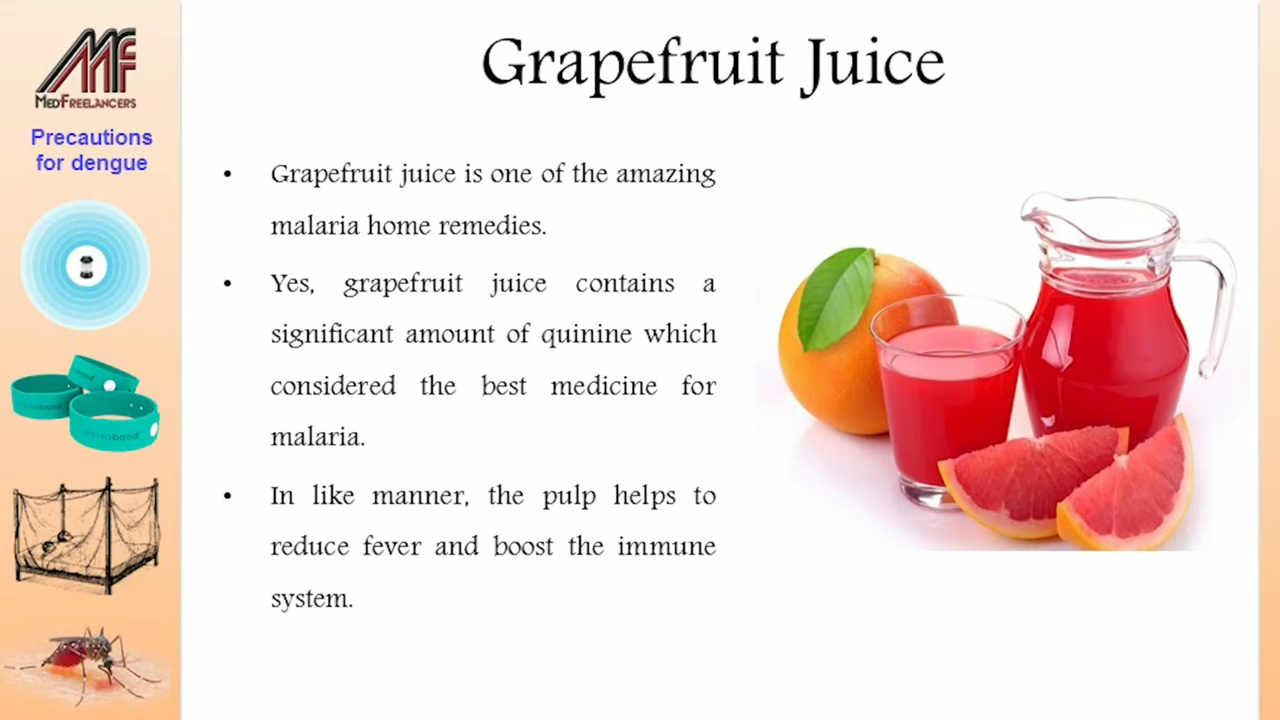 MF
MEDFREELANCERS
Precautions
for dengue
Grapefruit Juice
• Grapefruit juice is one of the amazing
malaria home remedies.
• Yes, grapefruit juice contains a
significant amount of quinine which
considered the best medicine for
malaria.
• In like manner, the pulp helps to
reduce fever and boost the immune
system.